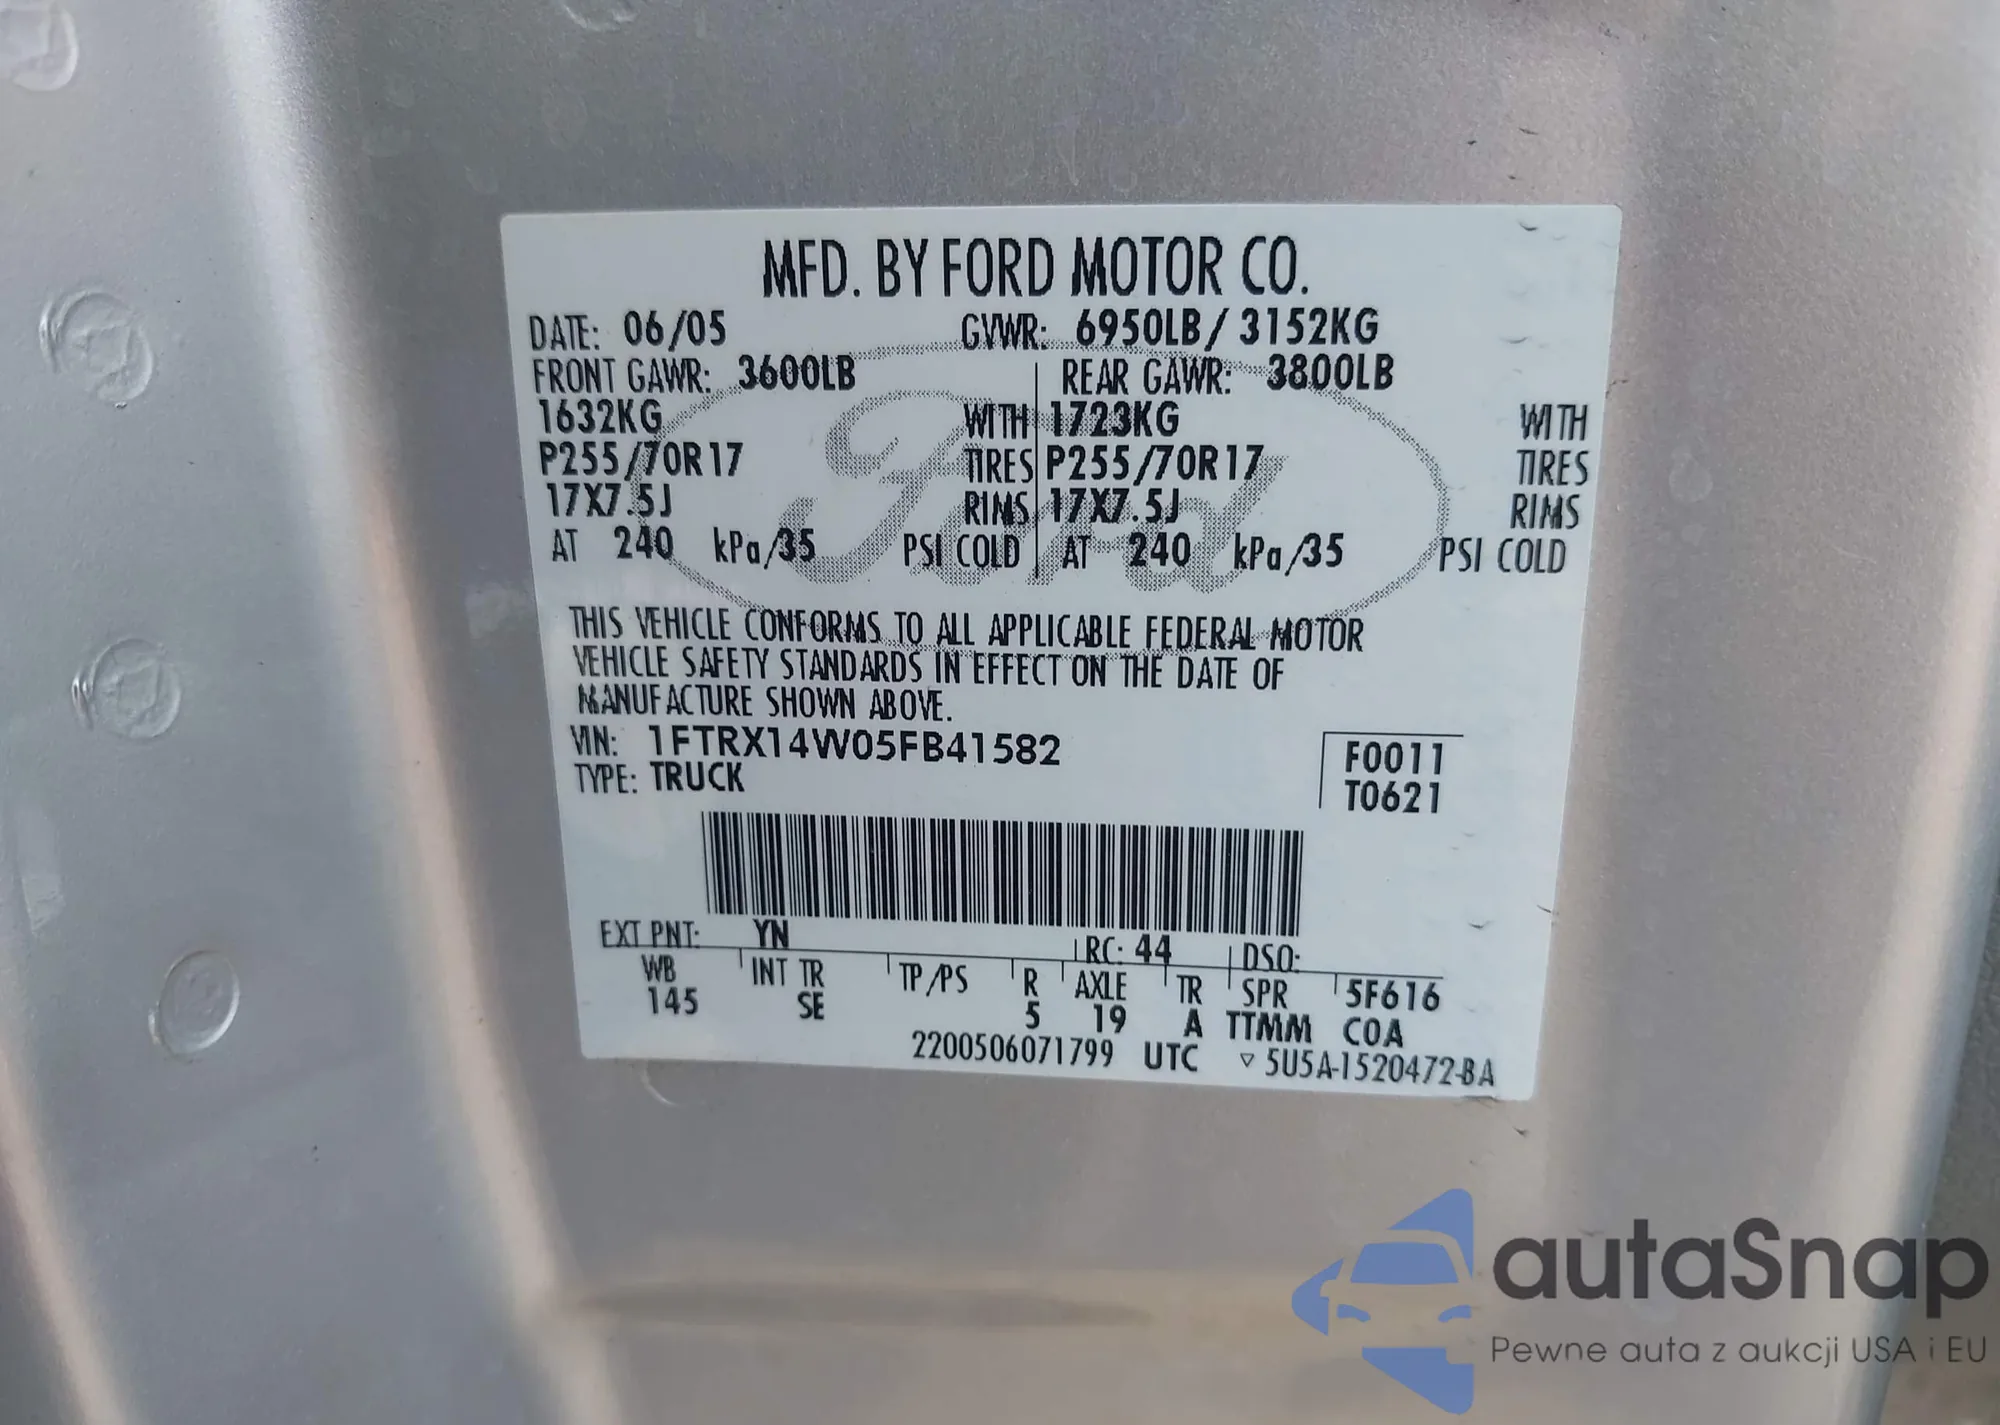 MFD. BY FORD MOTOR CO.
DATE: 06/05 GVWR: 6950LB/ 3152KG
FRONT GAWR: 3600LB REAR GAWR: 3800LB
1632KG WITH 1723KG WITH
P255/70R17 TIRES P255/70R17 TIRES
17X7.5J RIMS 17X7.5J RIMS
AT 240 kPa/35 PSI COLD AT 240 kPa/35 PSI COLD
Ford
THIS VEHICLE CONFORMS TO ALL APPLICABLE FEDERAL MOTOR
VEHICLE SAFETY STANDARDS IN EFFECT ON THE DATE OF
MANUFACTURE SHOWN ABOVE.
VIN: 1FTRX14W05FB41582 F0011
TYPE: TRUCK T0621
EXT PNT: YN RC: 44 DSO:
WB INT TR TP/PS R AXLE TR SPR 5F616
145 SE 5 19 A TTMM COA
2200506071799 UTC ▽ 5U5A-1520472-BA
autaSnap
Pewne auta z aukcji USA i EU